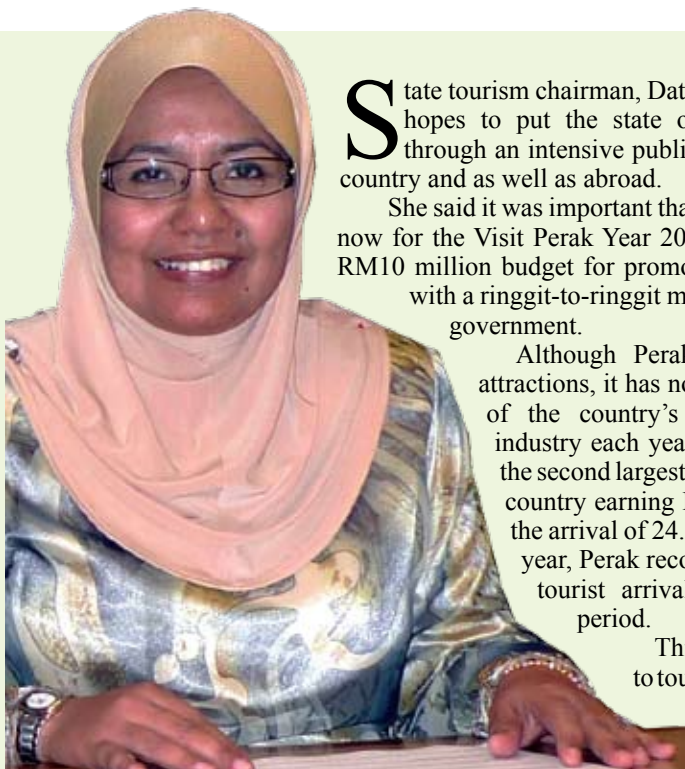 State tourism chairman, Dat
hopes to put the state o
through an intensive publi
country and as well as abroad.
She said it was important tha
now for the Visit Perak Year 20
RM10 million budget for promo
with a ringgit-to-ringgit m
government.
Although Perak
attractions, it has no
of the country's
industry each yea
the second largest
country earning
the arrival of 24.
year, Perak reco
tourist arrival
period.
Th
to tou